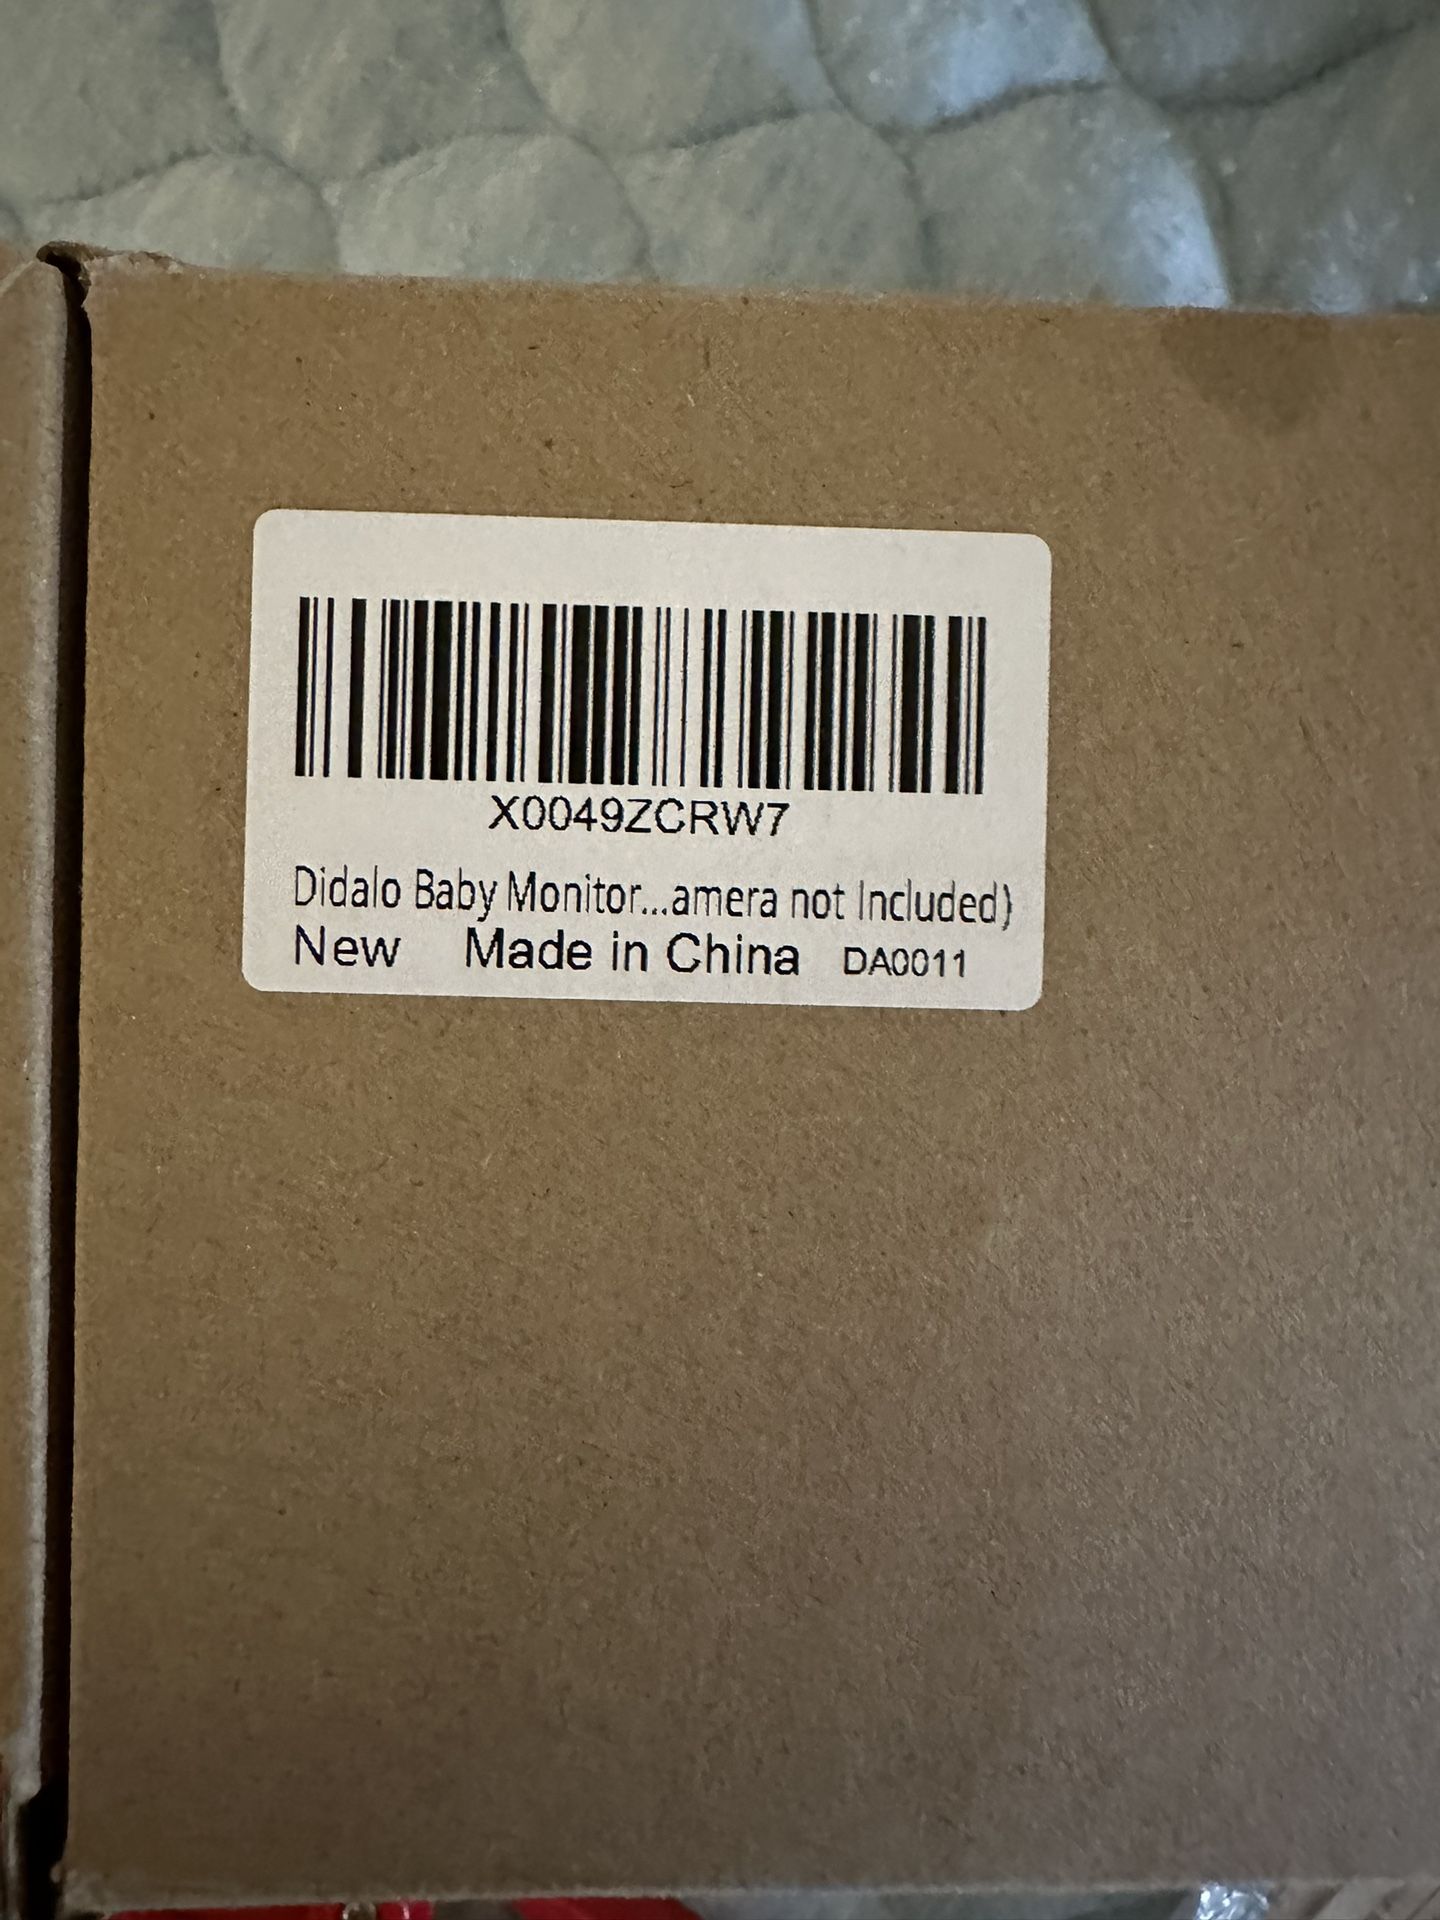 X0049ZCRW7
Didalo Baby Monitor...amera not Included)
New Made in China DA0011